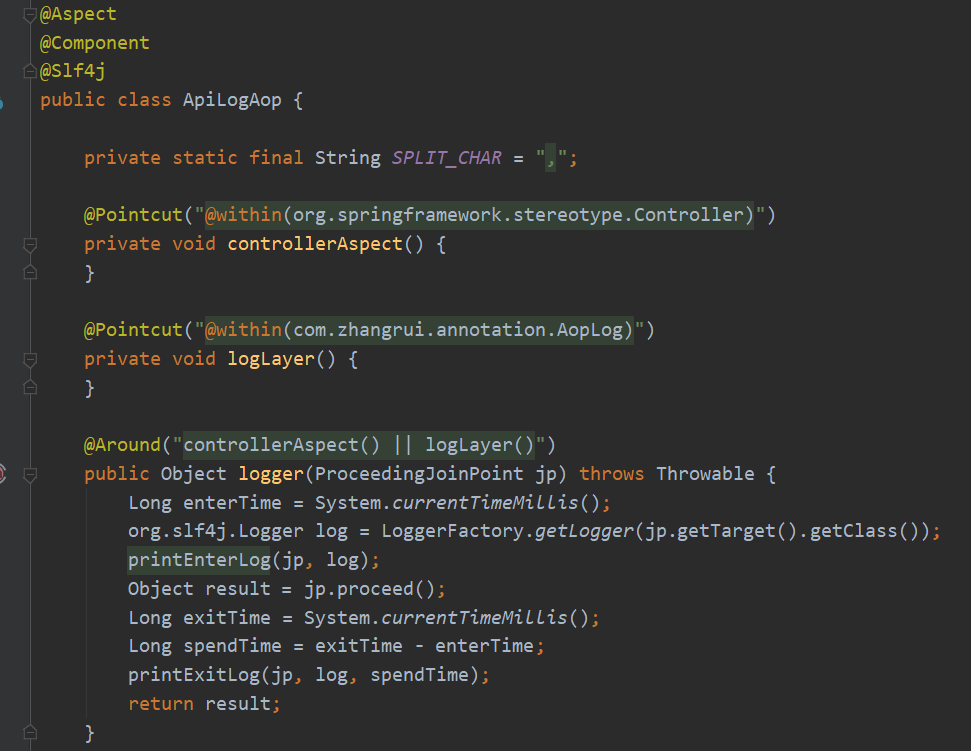 @Aspect
@Component
@Slf4j
public class ApiLogAop {
private static final String SPLIT_CHAR = ",";
@Pointcut("@within(org.springframework.stereotype.Controller)")
private void controllerAspect() {
}
@Pointcut("@within(com.zhangrui.annotation.AopLog)")
private void logLayer() {
}
@Around("controllerAspect() || logLayer()")
public Object logger(ProceedingJoinPoint jp) throws Throwable {
Long enterTime = System.currentTimeMillis();
org.slf4j.Logger log = LoggerFactory.getLogger(jp.getTarget().getClass());
printEnterLog(jp, log);
Object result = jp.proceed();
Long exitTime = System.currentTimeMillis();
Long spendTime = exitTime - enterTime;
printExitLog(jp, log, spendTime);
return result;
}